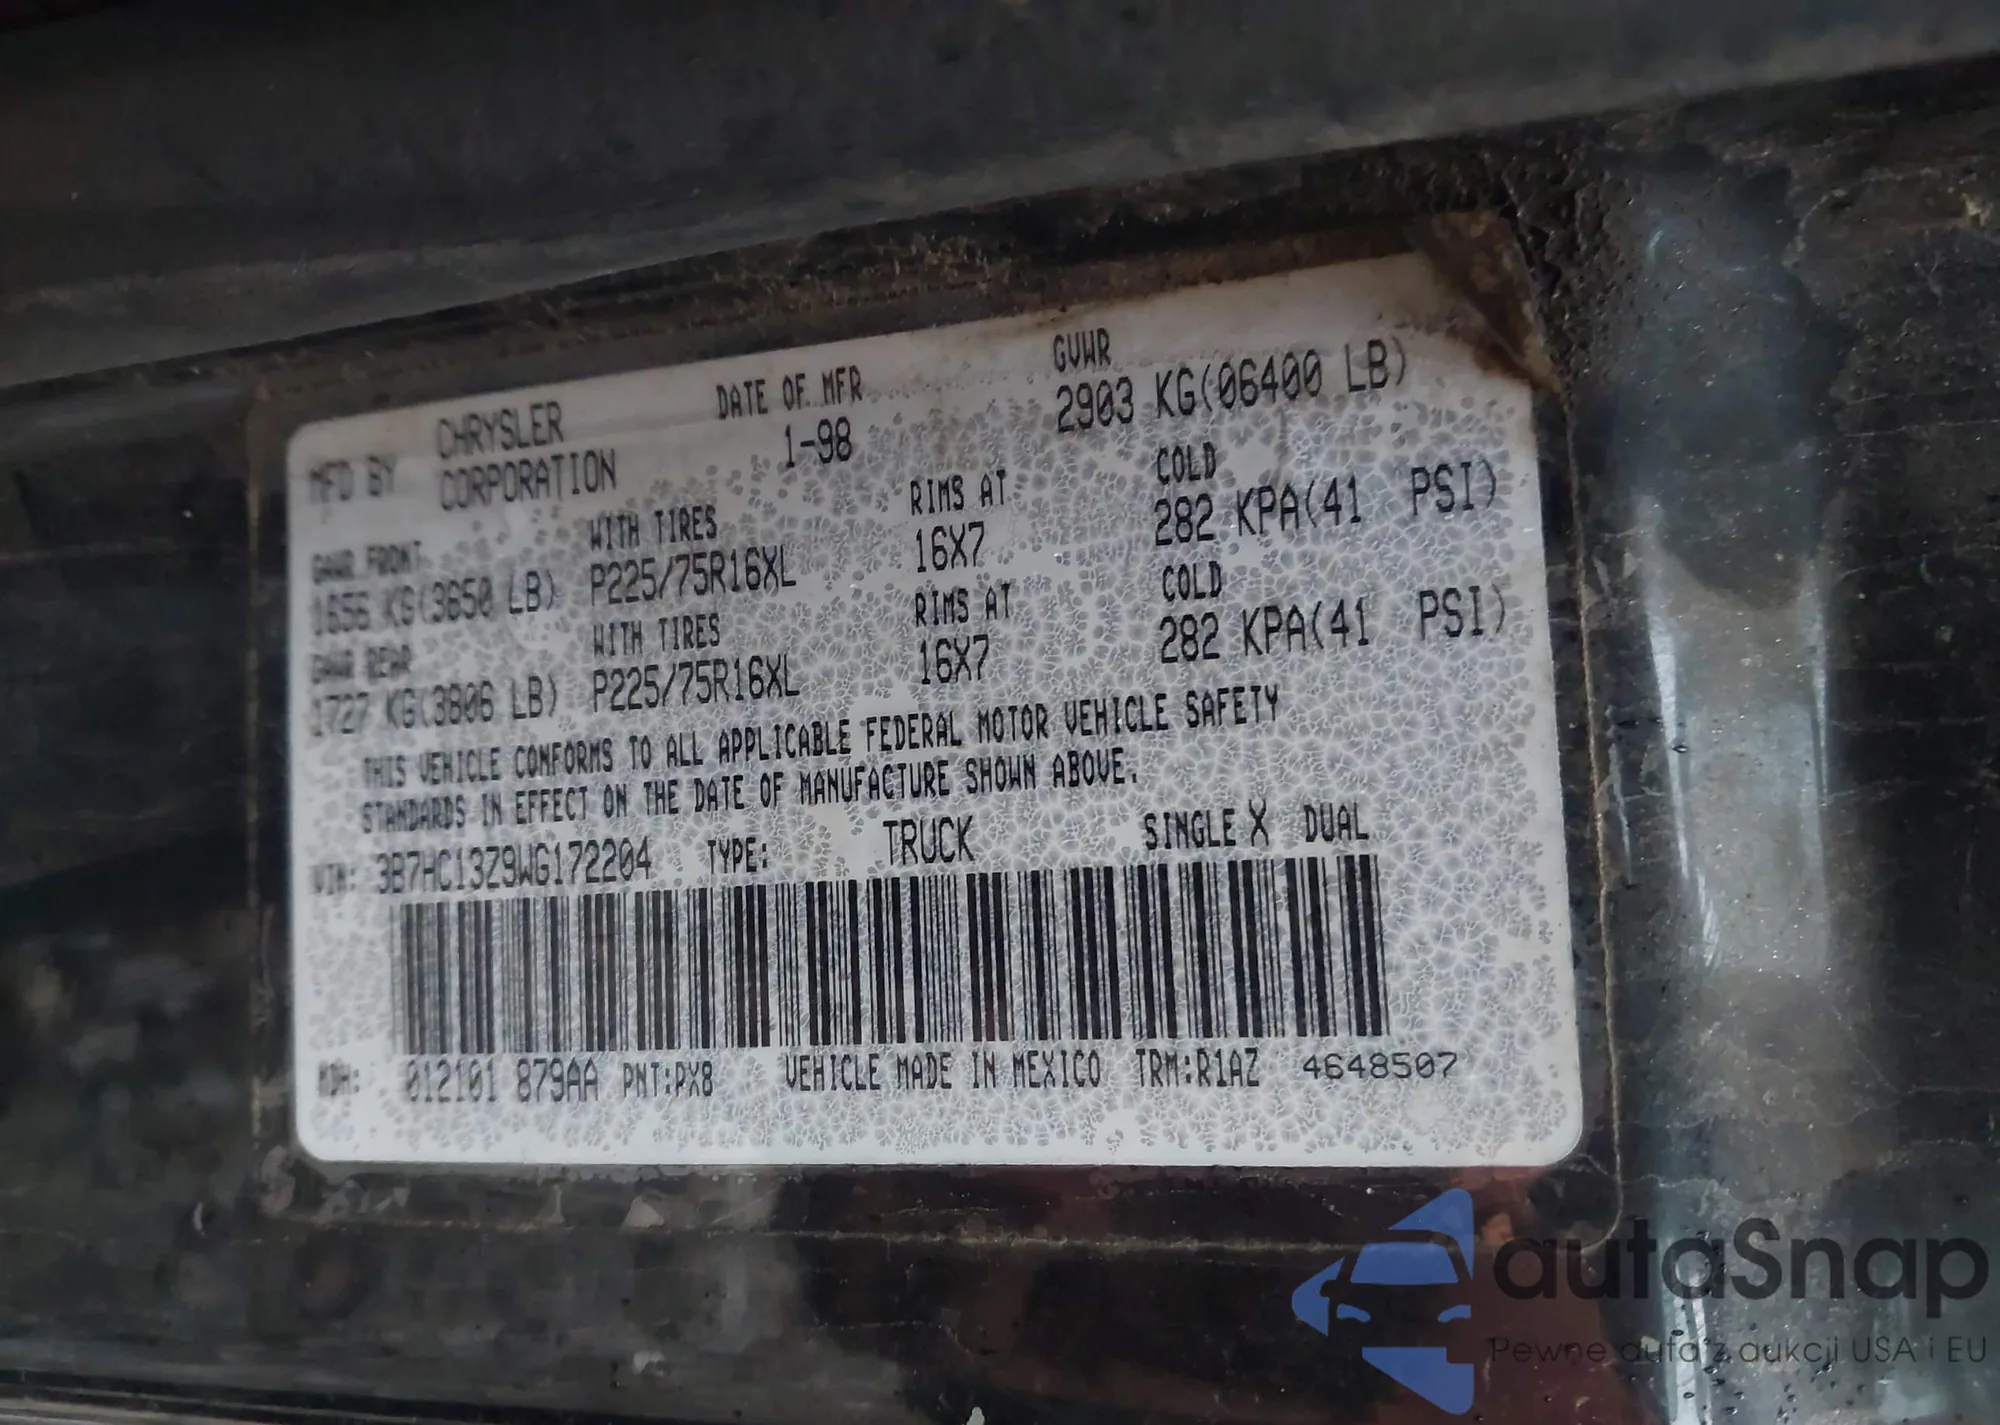 MFD BY CHRYSLER CORPORATION DATE OF MFR 1-98 GVWR 2903 KG(06400 LB)
GAWR FRONT WITH TIRES RIMS AT COLD
1656 KG(3650 LB) P225/75R16XL 16X7 282 KPA(41 PSI)
GAWR REAR WITH TIRES RIMS AT COLD
1727 KG(3806 LB) P225/75R16XL 16X7 282 KPA(41 PSI)
THIS VEHICLE CONFORMS TO ALL APPLICABLE FEDERAL MOTOR VEHICLE SAFETY
STANDARDS IN EFFECT ON THE DATE OF MANUFACTURE SHOWN ABOVE.
VIN: 3B7HC13Z9WG172204 TYPE: TRUCK SINGLE X DUAL
MDH: 012101 879AA PNT:PX8 VEHICLE MADE IN MEXICO TRM:R1AZ 4648507
autaSnap
Pewne auta z aukcji USA i EU